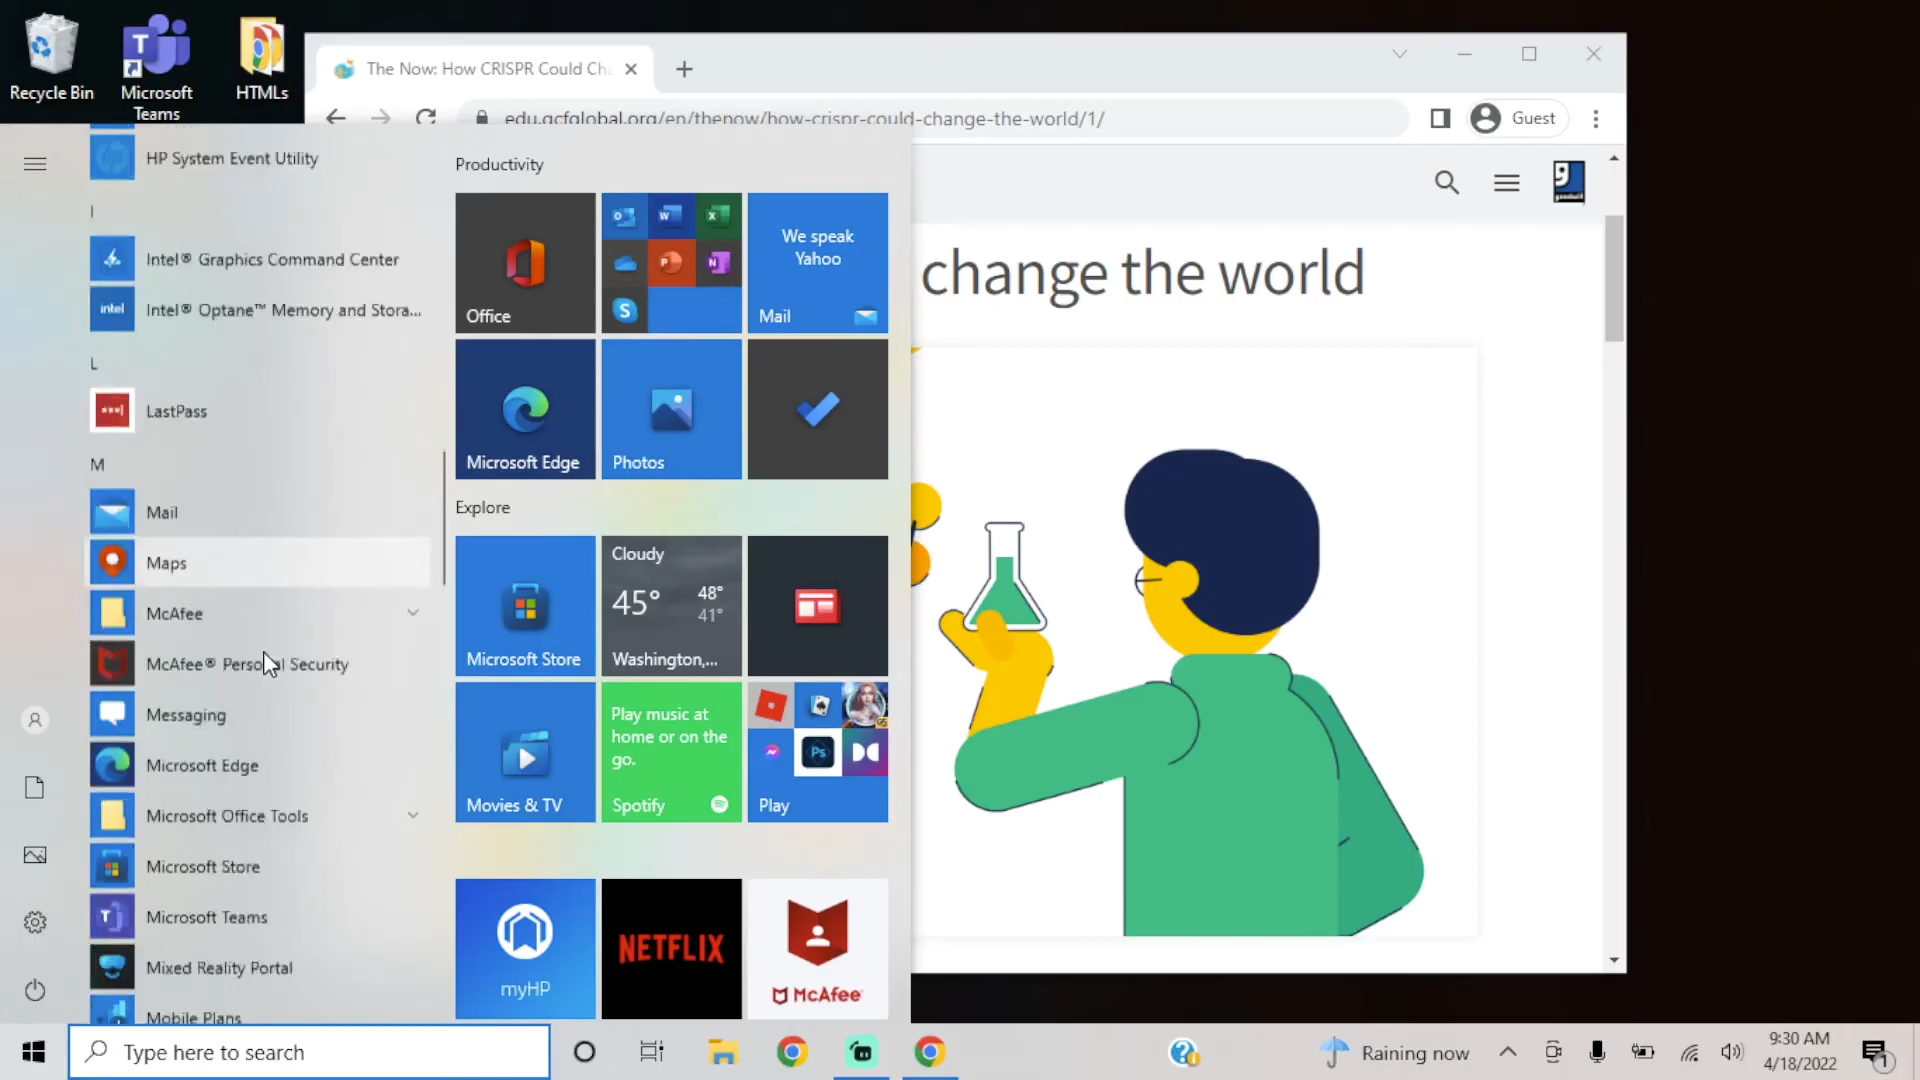 Recycle Bin
Microsoft
Teams
HTMLs
The Now: How CRISPR Could Cha
edu.gcfglobal.org/en/thenow/how-crispr-could-change-the-world/1/
Guest
change the world
HP System Event Utility
I
Intel® Graphics Command Center
intel
Intel® Optane™ Memory and Stora...
L
LastPass
M
Mail
Maps
McAfee
McAfee® Personal Security
Messaging
Microsoft Edge
Microsoft Office Tools
Microsoft Store
Microsoft Teams
Mixed Reality Portal
Mobile Plans
Productivity
Office
We speak
Yahoo
Mail
Microsoft Edge
Photos
Explore
Microsoft Store
Cloudy
45°
48°
41°
Washington,...
Movies & TV
Play music at
home or on the
go.
Spotify
Ps
Play
myHP
NETFLIX
McAfee
Type here to search
Raining now
9:30 AM
4/18/2022
1